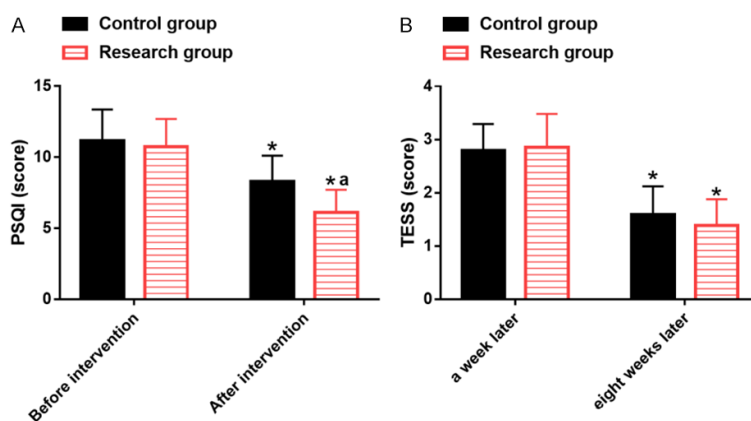 A
Control group
Research group
PSQI (score)
15
10
5
0
*
* a
Before intervention
After intervention
B
Control group
Research group
TESS (score)
4
3
2
1
0
*
*
a week later
eight weeks later